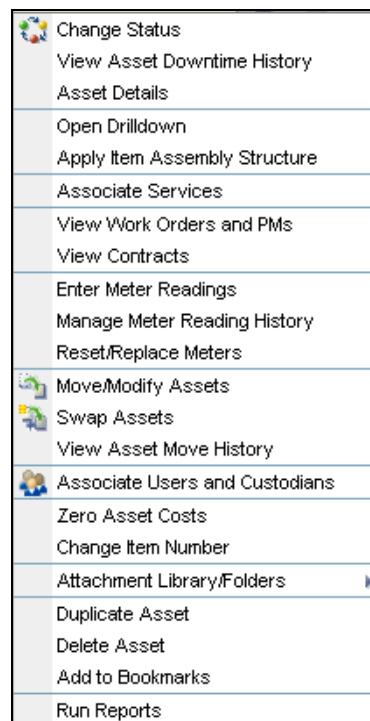 Change Status
View Asset Downtime History
Asset Details
Open Drilldown
Apply Item Assembly Structure
Associate Services
View Work Orders and PMs
View Contracts
Enter Meter Readings
Manage Meter Reading History
Reset/Replace Meters
Move/Modify Assets
Swap Assets
View Asset Move History
Associate Users and Custodians
Zero Asset Costs
Change Item Number
Attachment Library/Folders
Duplicate Asset
Delete Asset
Add to Bookmarks
Run Reports